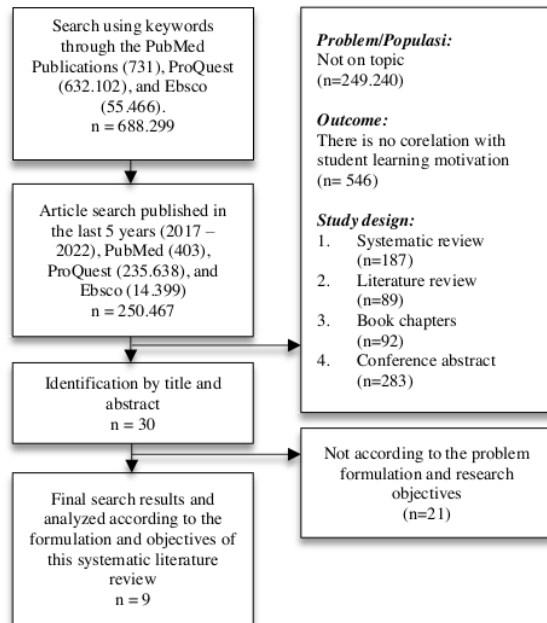 Search using keywords
through the PubMed
Publications (731), ProQuest
(632.102), and Ebsco
(55.466).
n = 688.299
Article search published in
the last 5 years (2017 –
2022), PubMed (403),
ProQuest (235.638), and
Ebsco (14.399)
n = 250.467
Identification by title and
abstract
n = 30
Final search results and
analyzed according to the
formulation and objectives of
this systematic literature
review
n = 9
Problem/Populasi:
Not on topic
(n=249.240)
Outcome:
There is no corelation with
student learning motivation
(n= 546)
Study design:
1. Systematic review
(n=187)
2. Literature review
(n=89)
3. Book chapters
(n=92)
4. Conference abstract
(n=283)
Not according to the problem
formulation and research
objectives
(n=21)